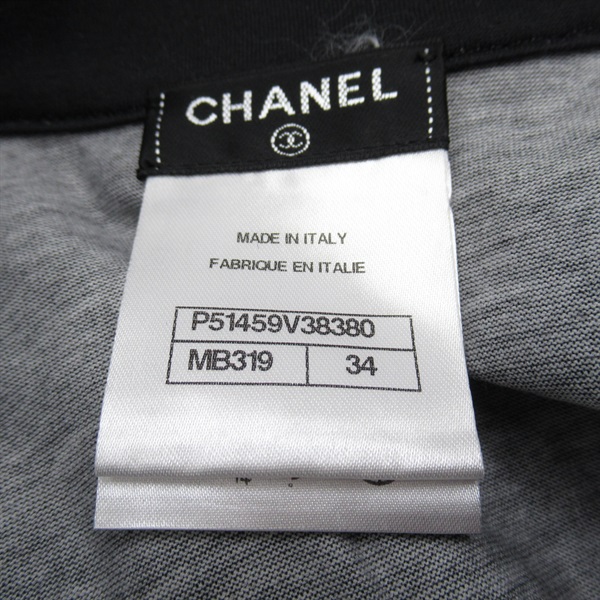 CHANEL
MADE IN ITALY
FABRIQUE EN ITALIE
P51459V38380
MB319 34